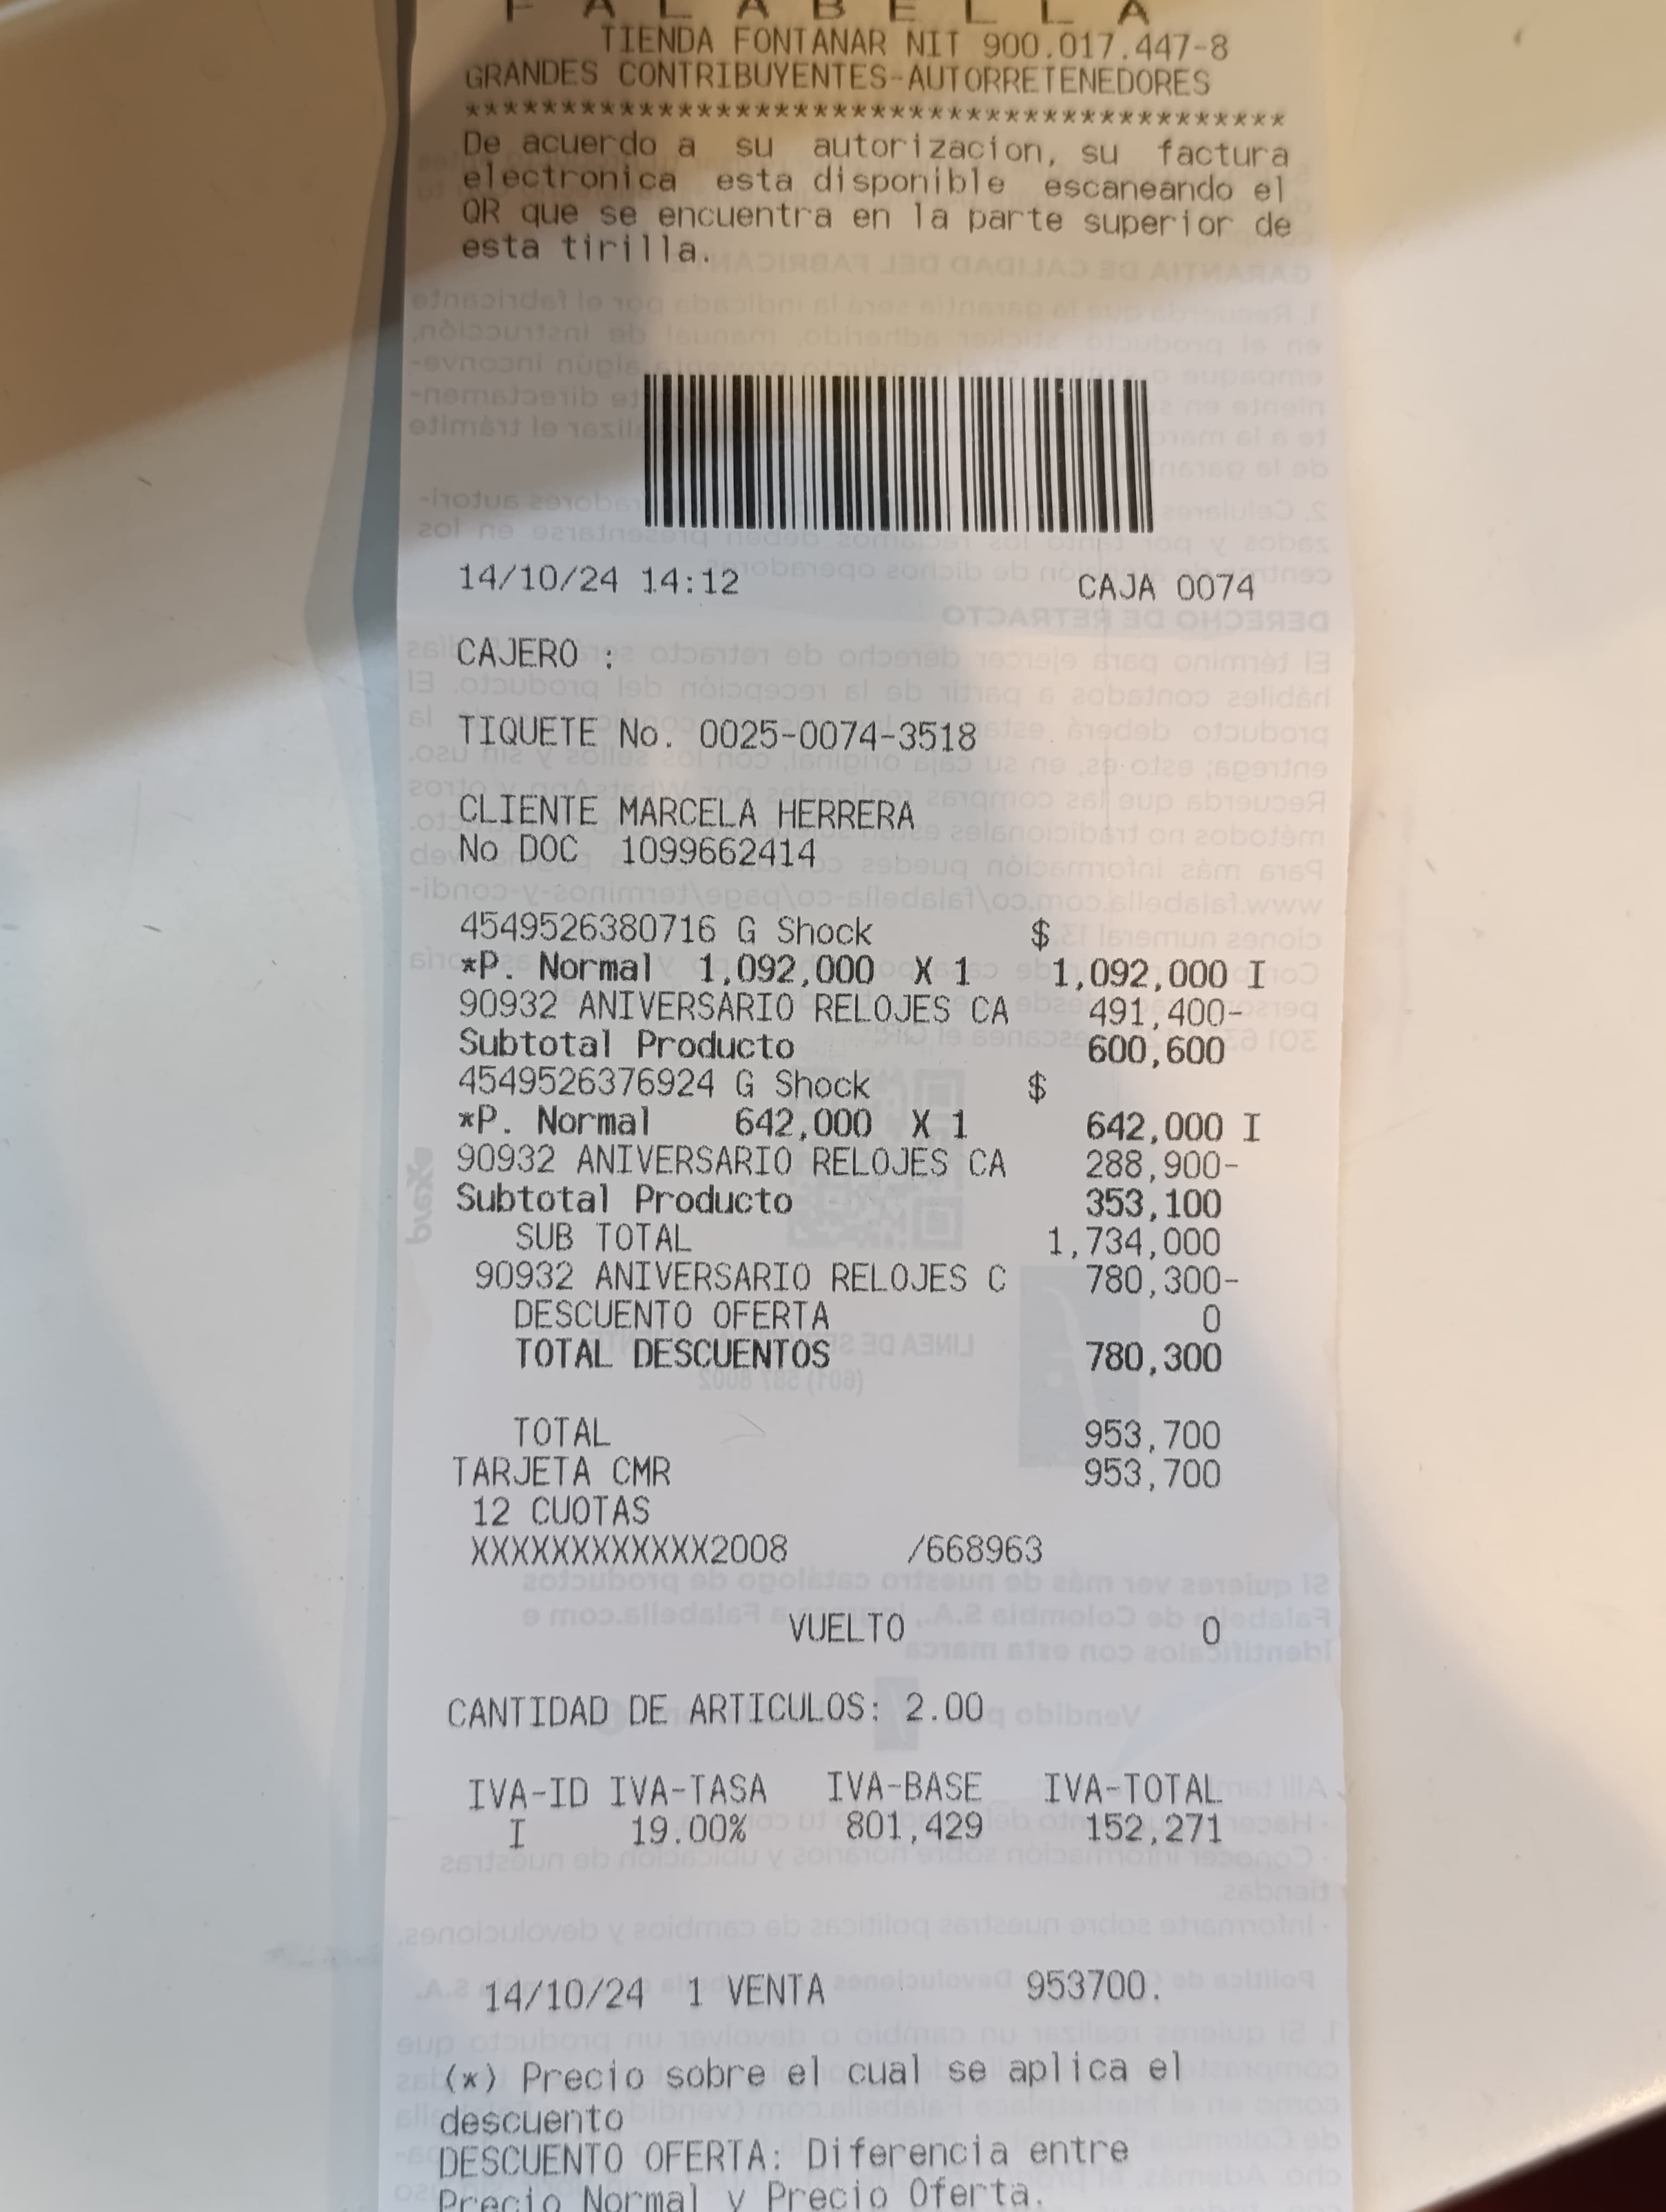 FALABELLA
TIENDA FONTANAR NIT 900.017.447-8
GRANDES CONTRIBUYENTES-AUTORRETENEDORES
******************************************
De acuerdo a su autorizacion, su factura
electronica esta disponible escaneando el
QR que se encuentra en la parte superior de
esta tirilla.
14/10/24 14:12 CAJA 0074
CAJERO :
TIQUETE No. 0025-0074-3518
CLIENTE MARCELA HERRERA
No DOC 1099662414
4549526380716 G Shock $
*P. Normal 1,092,000 X 1 1,092,000 I
90932 ANIVERSARIO RELOJES CA 491,400-
Subtotal Producto 600,600
4549526376924 G Shock $
*P. Normal 642,000 X 1 642,000 I
90932 ANIVERSARIO RELOJES CA 288,900-
Subtotal Producto 353,100
SUB TOTAL 1,734,000
90932 ANIVERSARIO RELOJES C 780,300-
DESCUENTO OFERTA 0
TOTAL DESCUENTOS 780,300
TOTAL 953,700
TARJETA CMR 953,700
12 CUOTAS
XXXXXXXXXXXX2008 /668963
VUELTO 0
CANTIDAD DE ARTICULOS: 2.00
IVA-ID IVA-TASA IVA-BASE IVA-TOTAL
I 19.00% 801,429 152,271
14/10/24 1 VENTA 953700.
(*) Precio sobre el cual se aplica el
descuento
DESCUENTO OFERTA: Diferencia entre
Precio Normal y Precio Oferta.